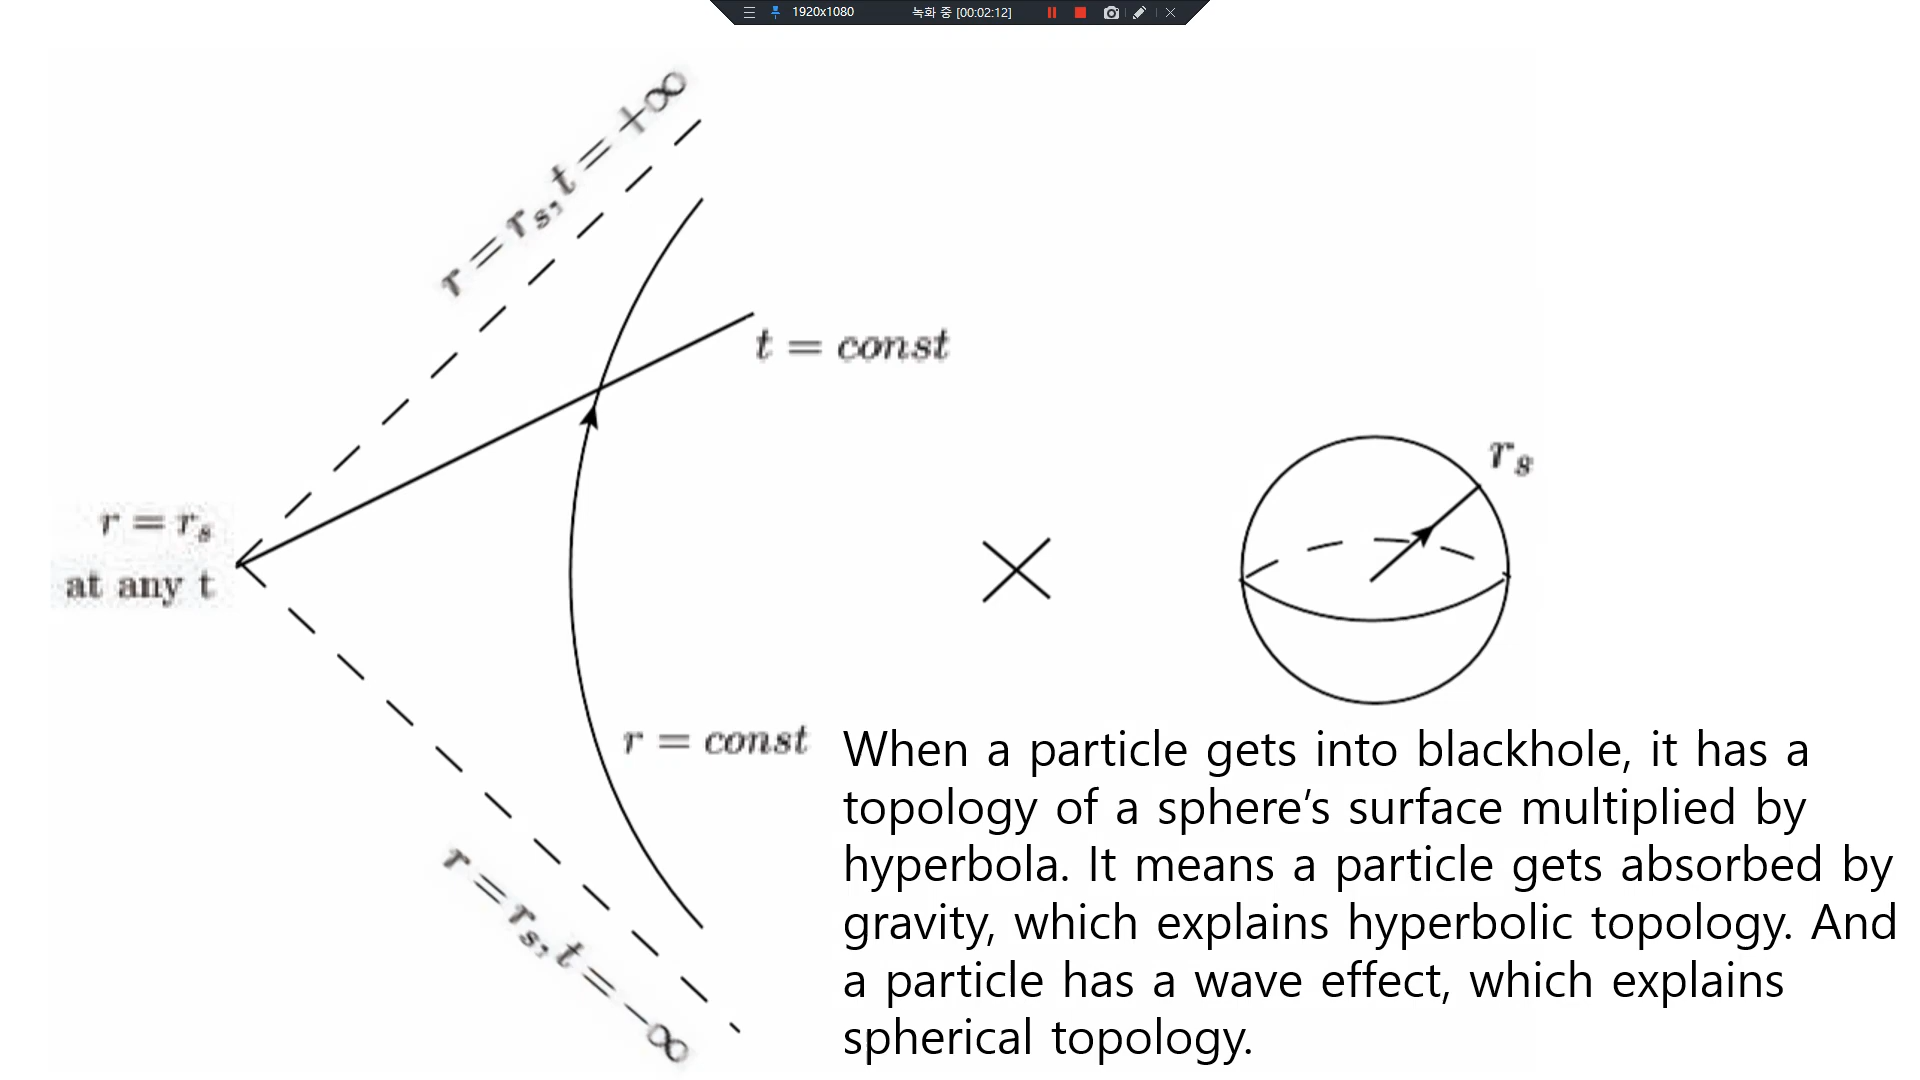 1920x1080 녹화 중 [00:02:12]
r = r_s, t = +∞
t = const
r_s
r = r_s
at any t
r = const
r = r_s, t = −∞
When a particle gets into blackhole, it has a
topology of a sphere’s surface multiplied by
hyperbola. It means a particle gets absorbed by
gravity, which explains hyperbolic topology. And
a particle has a wave effect, which explains
spherical topology.